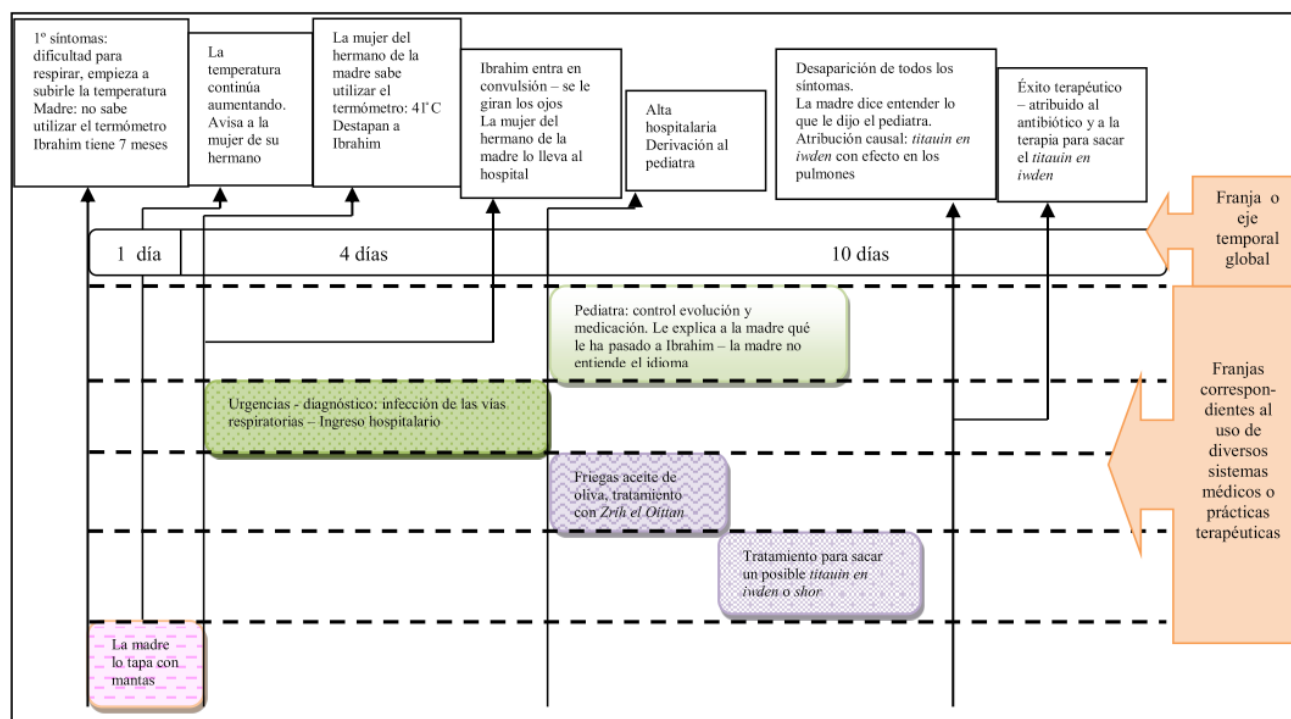 1º síntomas:
dificultad para
respirar, empieza a
subirle la temperatura
Madre: no sabe
utilizar el termómetro
Ibrahim tiene 7 meses
La
temperatura
continúa
aumentando.
Avisa a la
mujer de su
hermano
La mujer del
hermano de la
madre sabe
utilizar el
termómetro: 41ºC
Destapan a
Ibrahim
Ibrahim entra en
convulsión – se le
giran los ojos
La mujer del
hermano de la
madre lo lleva al
hospital
Alta
hospitalaria
Derivación al
pediatra
Desaparición de todos los
síntomas.
La madre dice entender lo
que le dijo el pediatra.
Atribución causal: titauin en
iwden con efecto en los
pulmones
Éxito terapéutico
– atribuido al
antibiótico y a la
terapia para sacar
el titauin en
iwden
Franja o
eje
temporal
global
1 día
4 días
10 días
Pediatra: control evolución y
medicación. Le explica a la madre qué
le ha pasado a Ibrahim – la madre no
entiende el idioma
Urgencias - diagnóstico: infección de las vías
respiratorias – Ingreso hospitalario
Friegas aceite de
oliva, tratamiento
con Zrih el Oittan
Tratamiento para sacar
un posible titauin en
iwden o shor
La madre
lo tapa con
mantas
Franjas
correspon-
dientes al
uso de
diversos
sistemas
médicos o
prácticas
terapéuticas